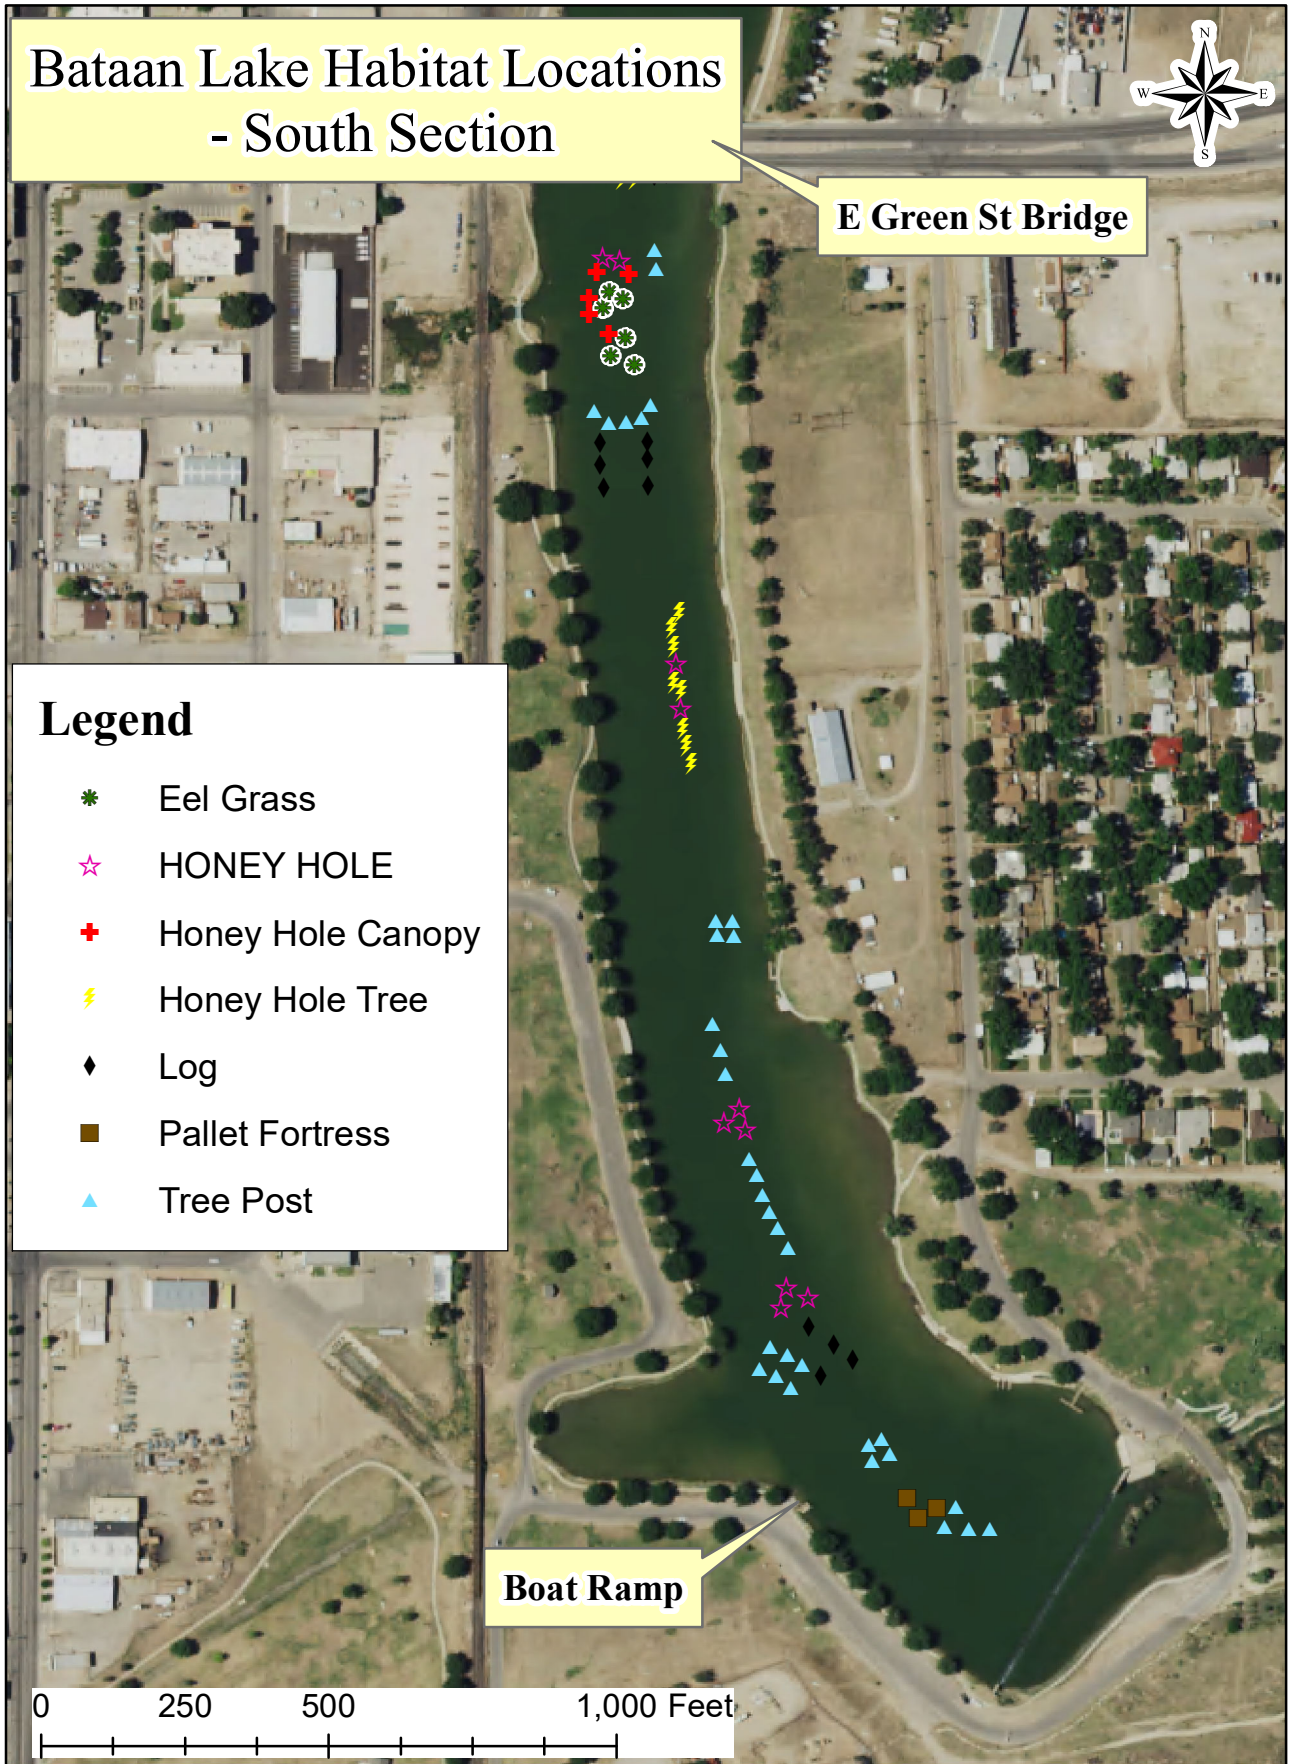 Bataan Lake Habitat Locations
- South Section
N
W E
S
E Green St Bridge
Legend
Eel Grass
HONEY HOLE
Honey Hole Canopy
Honey Hole Tree
Log
Pallet Fortress
Tree Post
Boat Ramp
0 250 500 1,000 Feet